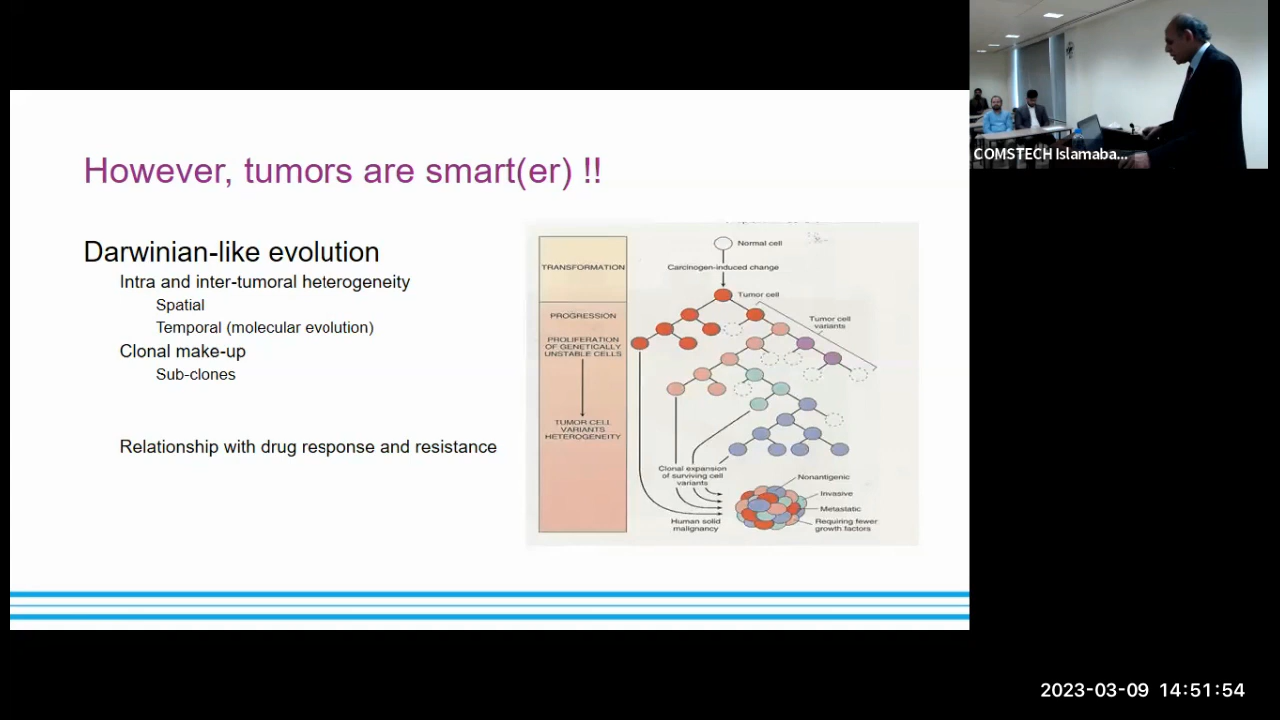 COMSTECH Islamaba...
However, tumors are smart(er) !!
Darwinian-like evolution
Intra and inter-tumoral heterogeneity
Spatial
Temporal (molecular evolution)
Clonal make-up
Sub-clones
Relationship with drug response and resistance
TRANSFORMATION
PROGRESSION
PROLIFERATION
OF GENETICALLY
UNSTABLE CELLS
TUMOR CELL
VARIANTS
HETEROGENEITY
Normal cell
Carcinogen-induced change
Tumor cell
Tumor cell
variants
Clonal expansion
of surviving cell
variants
Human solid
malignancy
Nonantigenic
Invasive
Metastatic
Requiring fewer
growth factors
2023-03-09 14:51:54